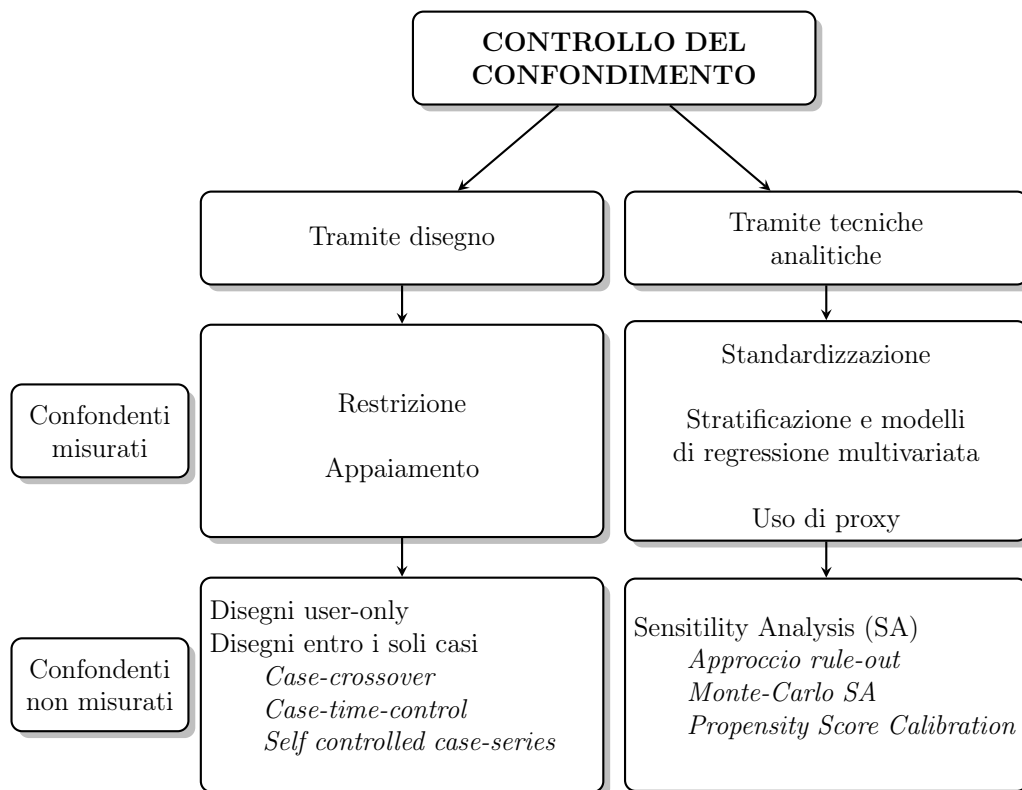 CONTROLLO DEL
CONFONDIMENTO
Tramite disegno
Tramite tecniche
analitiche
Confondenti
misurati
Restrizione
Appaiamento
Standardizzazione
Stratificazione e modelli
di regressione multivariata
Uso di proxy
Confondenti
non misurati
Disegni user-only
Disegni entro i soli casi
Case-crossover
Case-time-control
Self controlled case-series
Sensitility Analysis (SA)
Approccio rule-out
Monte-Carlo SA
Propensity Score Calibration